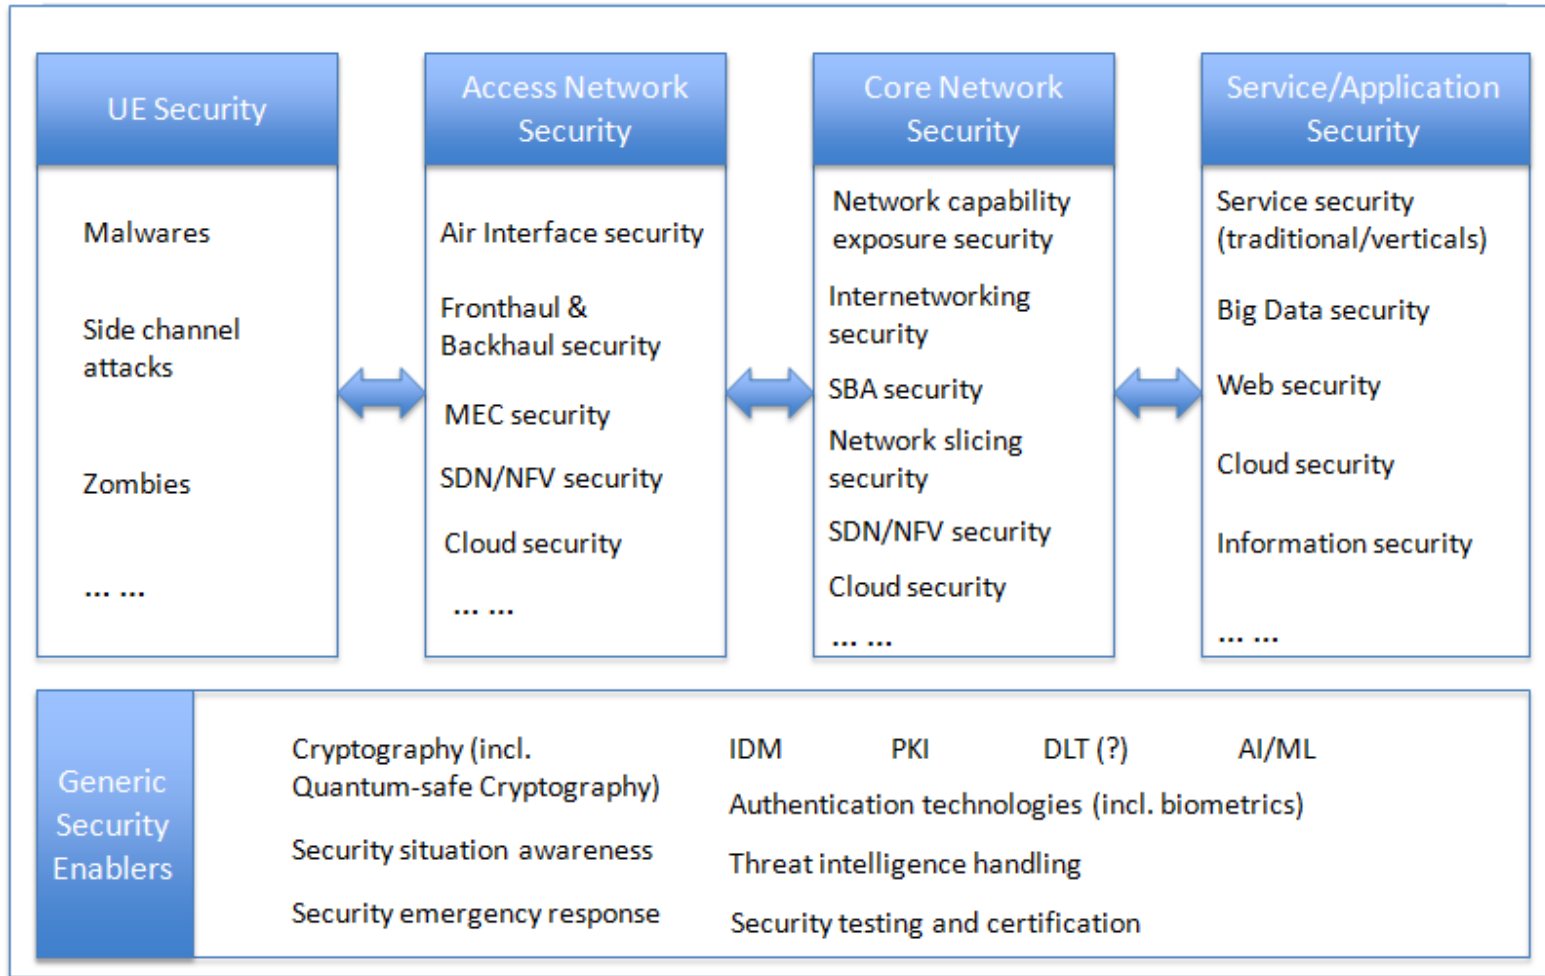 UE Security
Malwares
Side channel
attacks
Zombies
... ...
Access Network
Security
Air Interface security
Fronthaul &
Backhaul security
MEC security
SDN/NFV security
Cloud security
... ...
Core Network
Security
Network capability
exposure security
Internetworking
security
SBA security
Network slicing
security
SDN/NFV security
Cloud security
... ...
Service/Application
Security
Service security
(traditional/verticals)
Big Data security
Web security
Cloud security
Information security
... ...
Generic
Security
Enablers
Cryptography (incl.
Quantum-safe Cryptography)
Security situation awareness
Security emergency response
IDM PKI DLT (?) AI/ML
Authentication technologies (incl. biometrics)
Threat intelligence handling
Security testing and certification